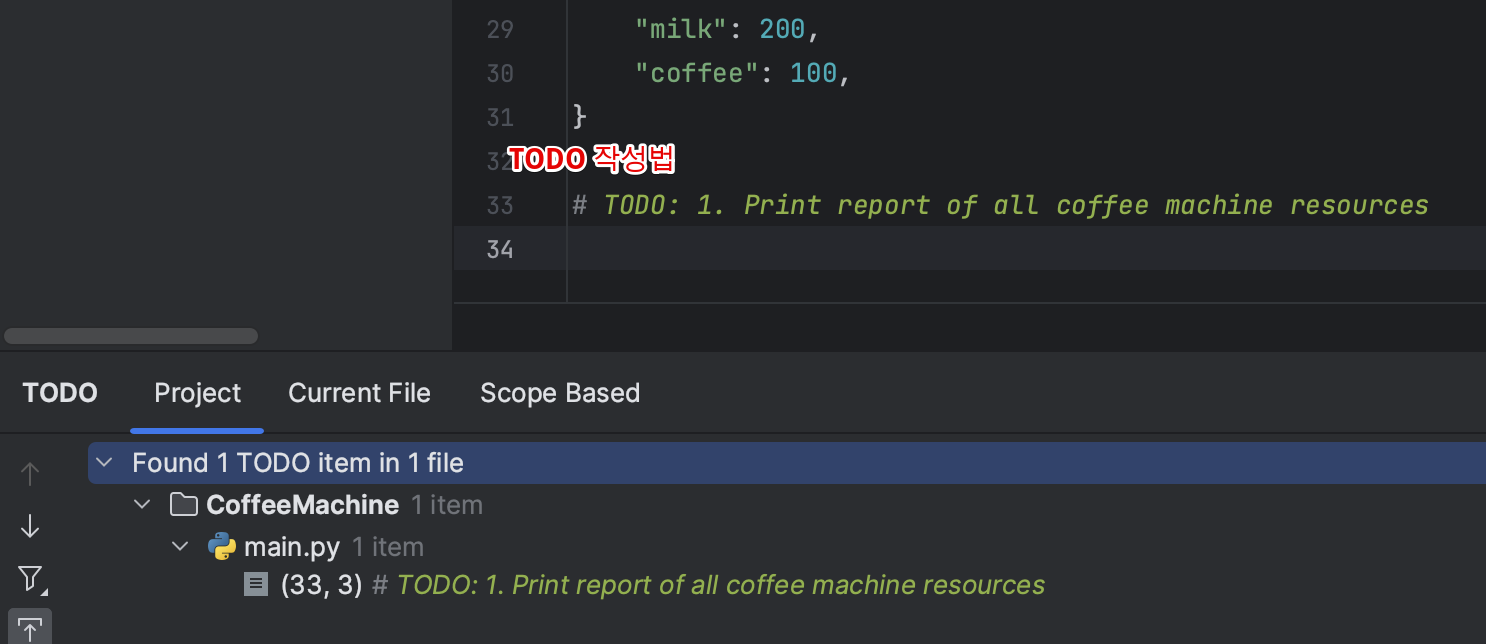 29 "milk": 200,
30 "coffee": 100,
31 }
32 TODO 작성법
33 # TODO: 1. Print report of all coffee machine resources
34
TODO Project Current File Scope Based
Found 1 TODO item in 1 file
CoffeeMachine 1 item
main.py 1 item
(33, 3) # TODO: 1. Print report of all coffee machine resources